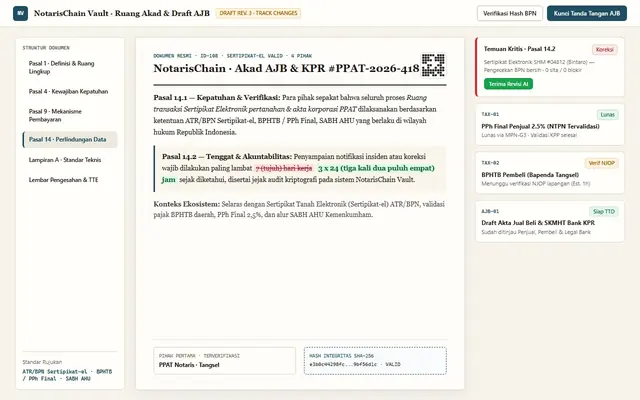 NV
NotarisChain Vault · Ruang Akad & Draft AJB
DRAFT REV. 3 · TRACK CHANGES
Verifikasi Hash BPN
Kunci Tanda Tangan AJB
STRUKTUR DOKUMEN
Pasal 1 · Definisi & Ruang
Lingkup
Pasal 4 · Kewajiban Kepatuhan
Pasal 9 · Mekanisme
Pembayaran
Pasal 14 · Perlindungan Data
Lampiran A · Standar Teknis
Lembar Pengesahan & TTE
Standar Rujukan
ATR/BPN Sertipikat-el · BPHTB
/ PPh Final · SABH AHU
DOKUMEN RESMI · ID-108 · SERTIPIKAT-EL VALID · 4 PIHAK
NotarisChain · Akad AJB & KPR #PPAT-2026-418
Pasal 14.1 — Kepatuhan & Verifikasi: Para pihak sepakat bahwa seluruh proses Ruang
transaksi Sertipikat Elektronik pertanahan & akta korporasi PPAT dilaksanakan berdasarkan
ketentuan ATR/BPN Sertipikat-el, BPHTB / PPh Final, SABH AHU yang berlaku di wilayah
hukum Republik Indonesia.
Pasal 14.2 — Tenggat & Akuntabilitas: Penyampaian notifikasi insiden atau koreksi
wajib dilakukan paling lambat 7 (tujuh) hari kerja 3 x 24 (tiga kali dua puluh empat)
jam sejak diketahui, disertai jejak audit kriptografi pada sistem NotarisChain Vault.
Konteks Ekosistem: Selaras dengan Sertipikat Tanah Elektronik (Sertipikat-el) ATR/BPN, validasi
pajak BPHTB daerah, PPh Final 2,5%, dan alur SABH AHU Kemenkumham.
PIHAK PERTAMA · TERVERIFIKASI
PPAT Notaris · Tangsel
HASH INTEGRITAS SHA-256
e3b0c44298fc...9bf56d1c · VALID
Temuan Kritis · Pasal 14.2
Koreksi
Sertipikat Elektronik SHM #04812 (Bintaro) —
Pengecekan BPN bersih · 0 sita / 0 blokir
Terima Revisi AI
TAX-01
Lunas
PPh Final Penjual 2.5% (NTPN Tervalidasi)
Lunas via MPN-G3 · Validasi KPP selesai
TAX-02
Verif NJOP
BPHTB Pembeli (Bapenda Tangsel)
Menunggu verifikasi NJOP lapangan (Est. 1h)
AJB-01
Siap TTD
Draft Akta Jual Beli & SKMHT Bank KPR
Sudah ditinjau Penjual, Pembeli & Legal Bank